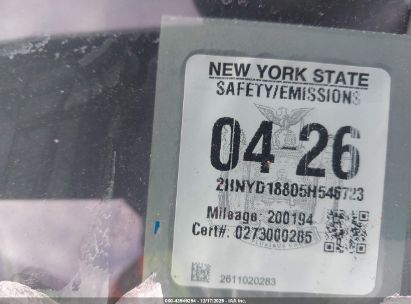 NEW YORK STATE
SAFETY/EMISSIONS
04-26
2HNYD18805H546723
Mileage: 200194
Cert#: 0273000285
2611020283